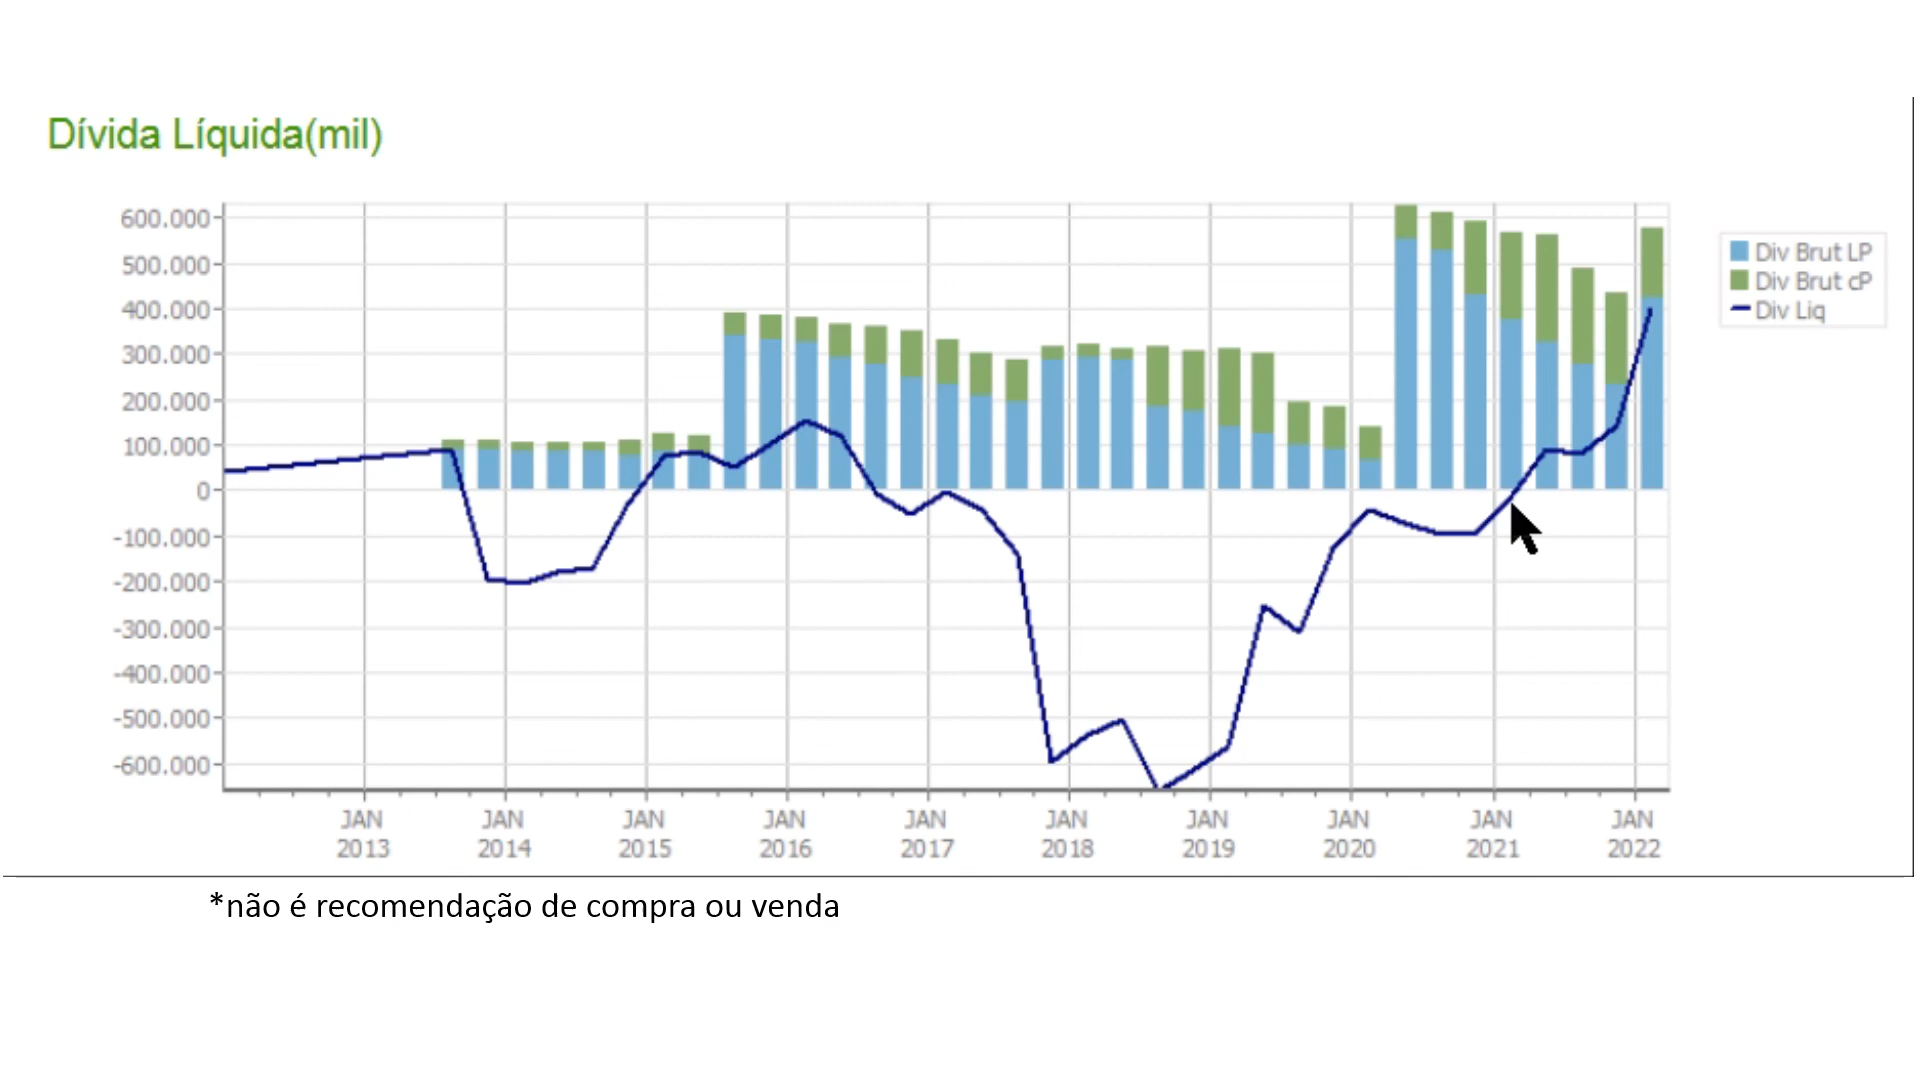 Dívida Líquida(mil)
600.000
500.000
400.000
300.000
200.000
100.000
0
-100.000
-200.000
-300.000
-400.000
-500.000
-600.000
Div Brut LP
Div Brut cP
Div Liq
JAN JAN JAN JAN JAN JAN JAN JAN JAN JAN
2013 2014 2015 2016 2017 2018 2019 2020 2021 2022
*não é recomendação de compra ou venda